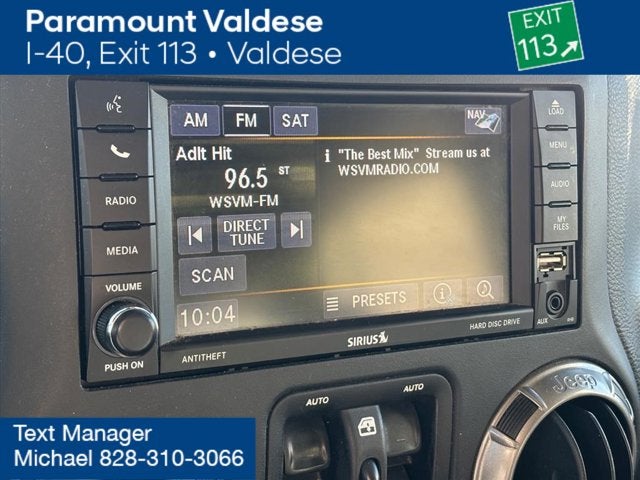 Paramount Valdese
I-40, Exit 113 • Valdese
EXIT
113
AM FM SAT
NAV
LOAD
Adlt Hit
"The Best Mix" Stream us at
WSVMRADIO.COM
MENU
96.5 ST
WSVM-FM
RADIO
AUDIO
DIRECT
TUNE
MY
FILES
MEDIA
SCAN
VOLUME
PRESETS
10:04
PUSH ON
ANTITHEFT
SIRIUS
HARD DISC DRIVE
AUX
AUTO
AUTO
Jeep
Text Manager
Michael 828-310-3066